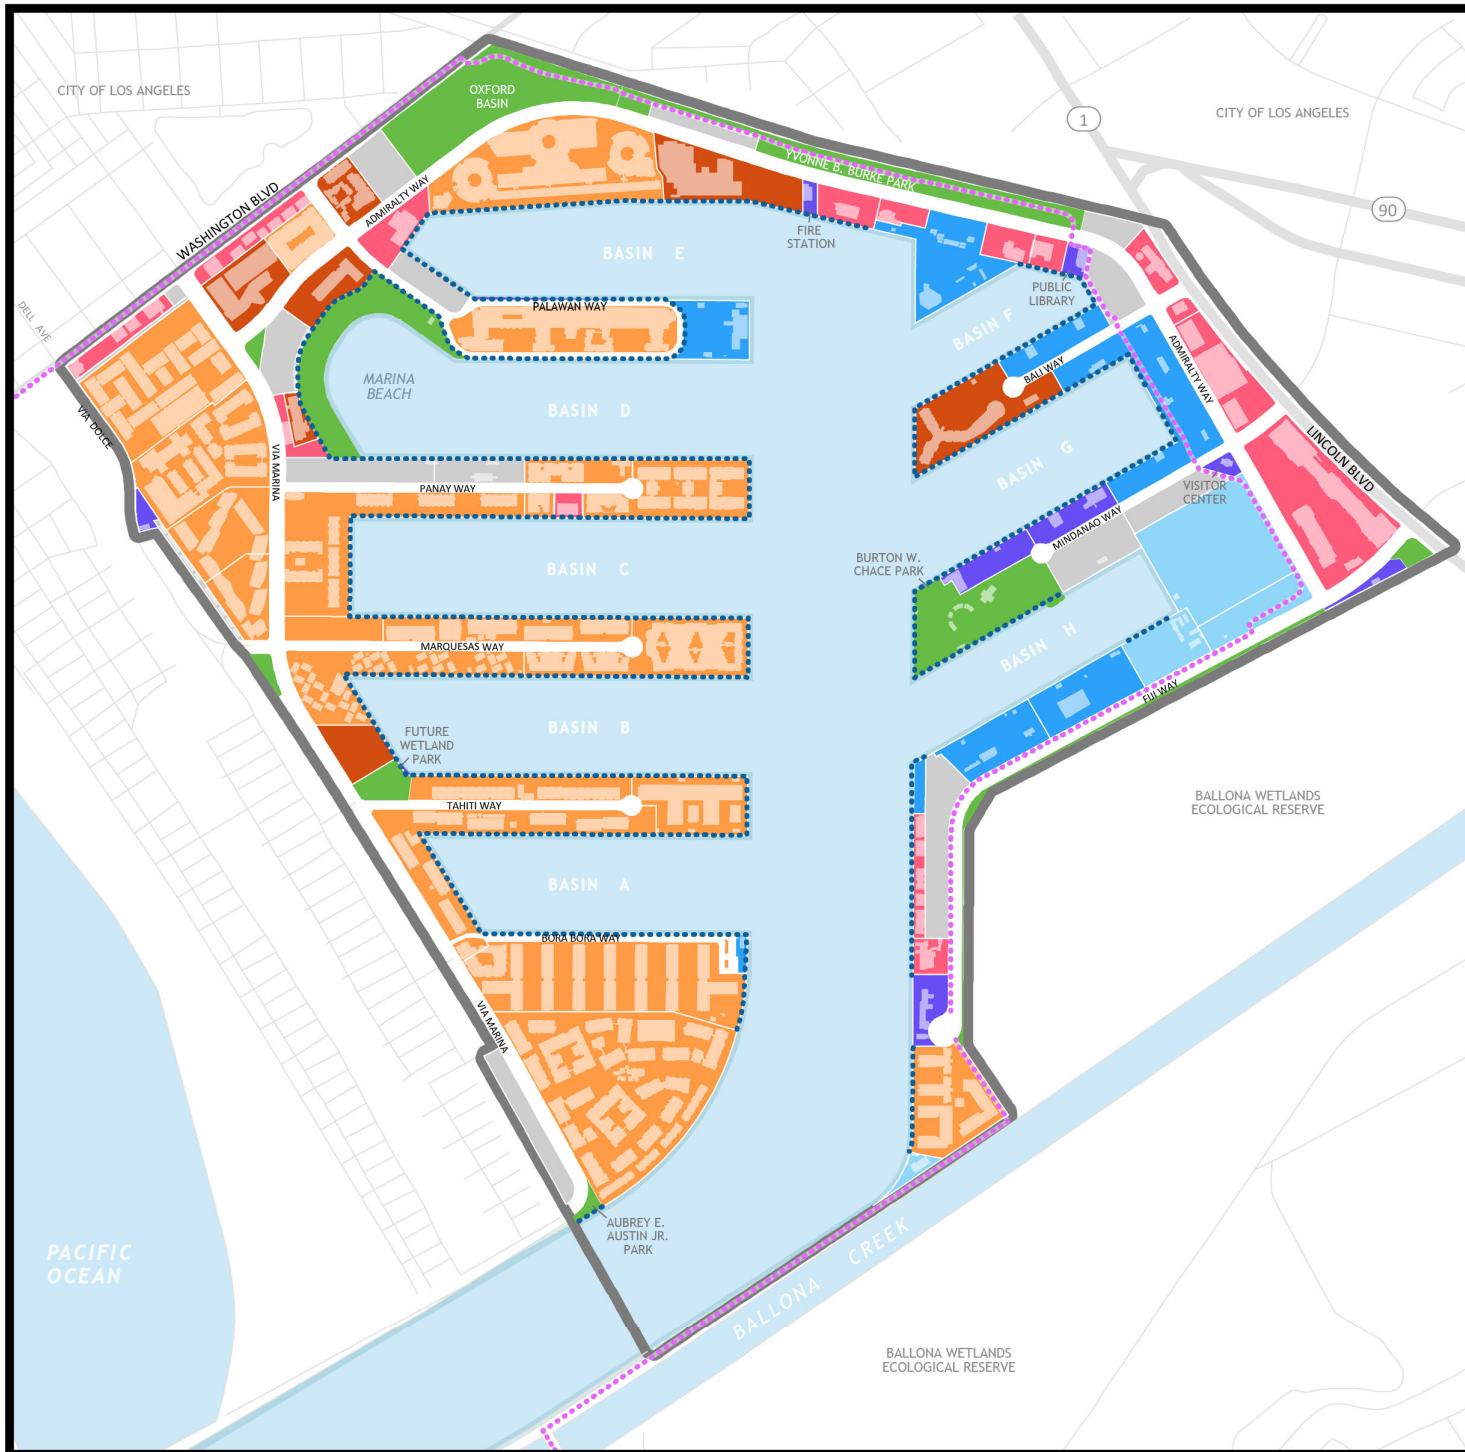 CITY OF LOS ANGELES
OXFORD
BASIN
1
CITY OF LOS ANGELES
YVONNE B. BURKE PARK
90
WASHINGTON BLVD
ADMIRALTY WAY
FIRE
STATION
BASIN E
PUBLIC
LIBRARY
DELL AVE
PALAWAN WAY
BASIN F
MARINA
BEACH
BALI WAY
ADMIRALTY WAY
VIA DOLCE
BASIN D
LINCOLN BLVD
VIA MARINA
BASIN G
PANAY WAY
VISITOR
CENTER
MINDANAO WAY
BURTON W.
CHACE PARK
BASIN C
MARQUESAS WAY
BASIN H
FIJI WAY
FUTURE
WETLAND
PARK
BASIN B
TAHITI WAY
BALLONA WETLANDS
ECOLOGICAL RESERVE
BASIN A
BORA BORA WAY
VIA MARINA
AUBREY E.
AUSTIN JR.
PARK
PACIFIC
OCEAN
BALLONA CREEK
BALLONA WETLANDS
ECOLOGICAL RESERVE